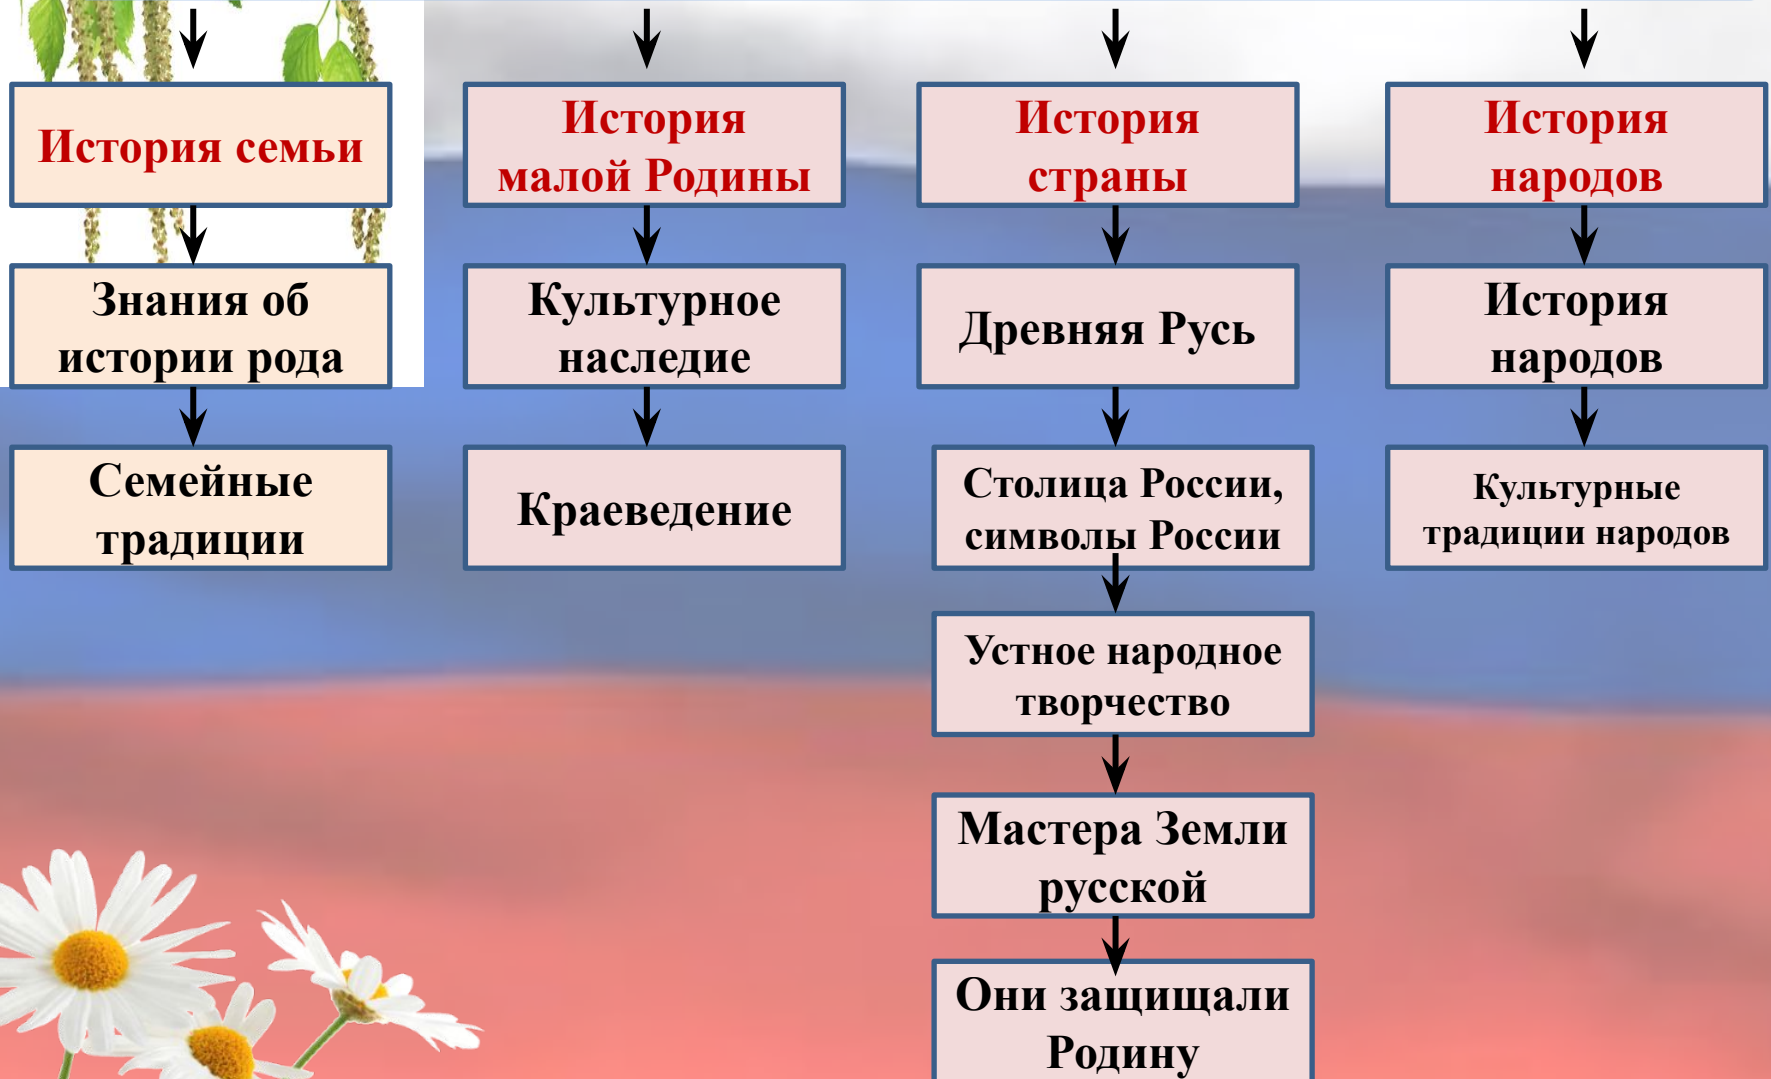 История семьи
Знания об
истории рода
Семейные
традиции
История
малой Родины
Культурное
наследие
Краеведение
История
страны
Древняя Русь
Столица России,
символы России
Устное народное
творчество
Мастера Земли
русской
Они защищали
Родину
История
народов
История
народов
Культурные
традиции народов